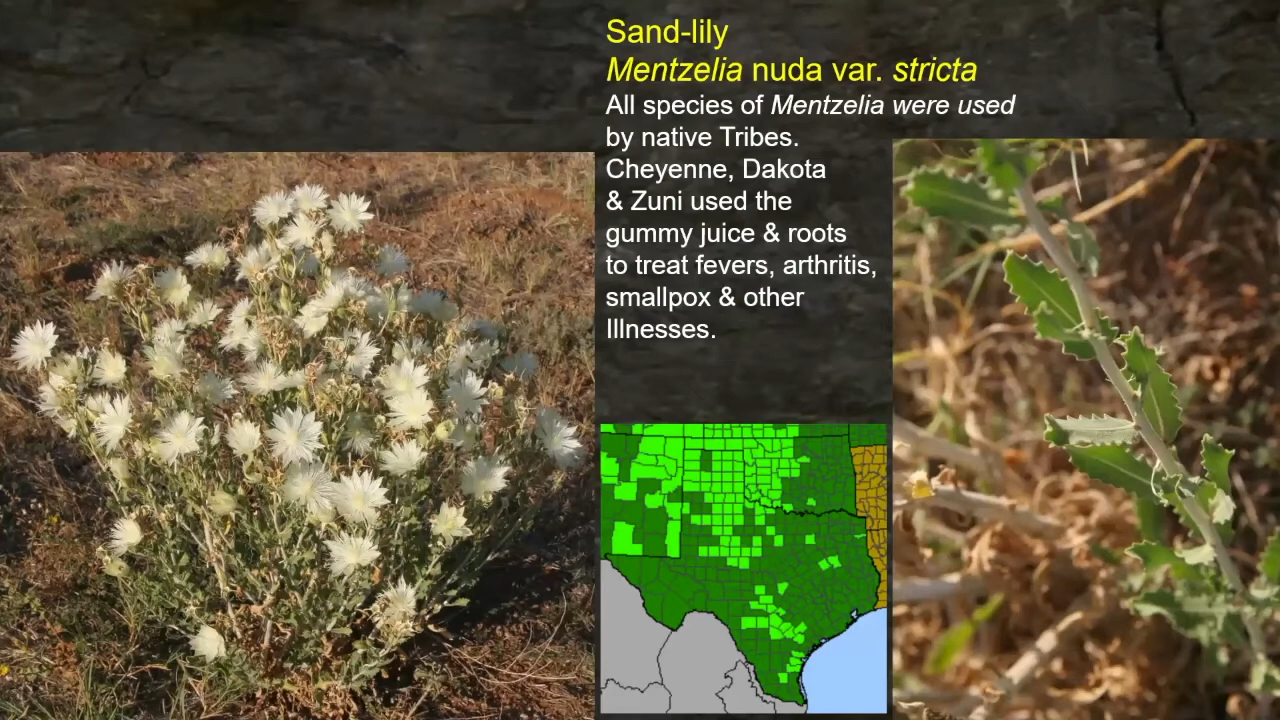 Sand-lily
Mentzelia nuda var. stricta
All species of Mentzelia were used
by native Tribes.
Cheyenne, Dakota
& Zuni used the
gummy juice & roots
to treat fevers, arthritis,
smallpox & other
Illnesses.